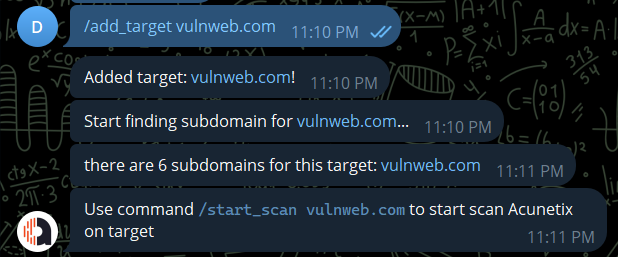 D
/add_target vulnweb.com 11:10 PM
Added target: vulnweb.com! 11:10 PM
Start finding subdomain for vulnweb.com... 11:10 PM
there are 6 subdomains for this target: vulnweb.com 11:11 PM
Use command /start_scan vulnweb.com to start scan Acunetix
on target 11:11 PM